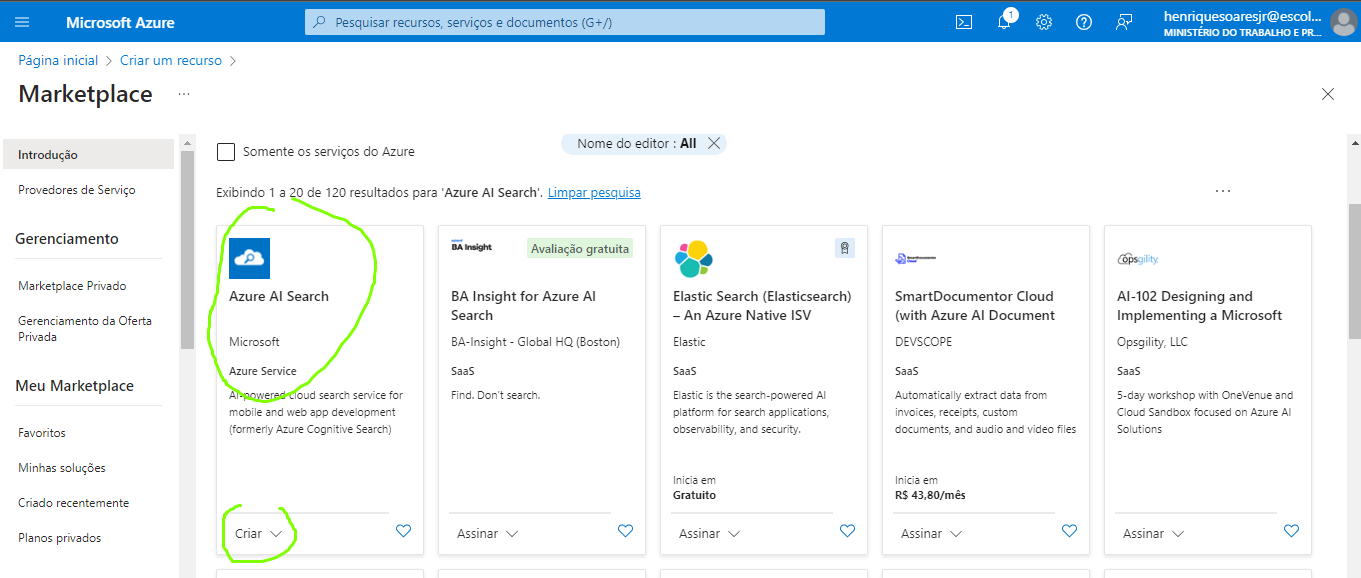 Microsoft Azure
Pesquisar recursos, serviços e documentos (G+/)
1
henriquesoaresjr@escol...
MINISTÉRIO DO TRABALHO E PR...
Página inicial > Criar um recurso >
Marketplace ...
Introdução
Provedores de Serviço
Gerenciamento
Marketplace Privado
Gerenciamento da Oferta
Privada
Meu Marketplace
Favoritos
Minhas soluções
Criado recentemente
Planos privados
Somente os serviços do Azure
Nome do editor : All
Exibindo 1 a 20 de 120 resultados para 'Azure AI Search'. Limpar pesquisa
...
Azure AI Search
Microsoft
Azure Service
AI-powered cloud search service for
mobile and web app development
(formerly Azure Cognitive Search)
Criar
BA Insight
Avaliação gratuita
BA Insight for Azure AI
Search
BA-Insight - Global HQ (Boston)
SaaS
Find. Don't search.
Assinar
Elastic Search (Elasticsearch)
– An Azure Native ISV
Elastic
SaaS
Elastic is the search-powered AI
platform for search applications,
observability, and security.
Inicia em
Gratuito
Assinar
SmartDocumentor
Cloud
SmartDocumentor Cloud
(with Azure AI Document
DEVSCOPE
SaaS
Automatically extract data from
invoices, receipts, custom
documents, and audio and video files
Inicia em
R$ 43,80/mês
Assinar
opsgility
AI-102 Designing and
Implementing a Microsoft
Opsgility, LLC
SaaS
5-day workshop with OneVenue and
Cloud Sandbox focused on Azure AI
Solutions
Assinar